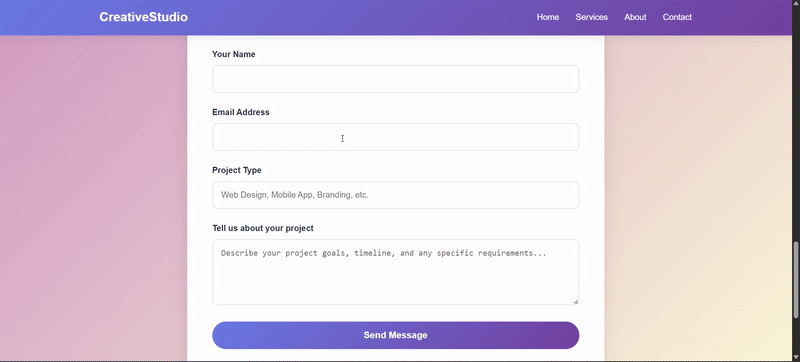 CreativeStudio
Home Services About Contact
Your Name
Email Address
Project Type
Web Design, Mobile App, Branding, etc.
Tell us about your project
Describe your project goals, timeline, and any specific requirements...
Send Message